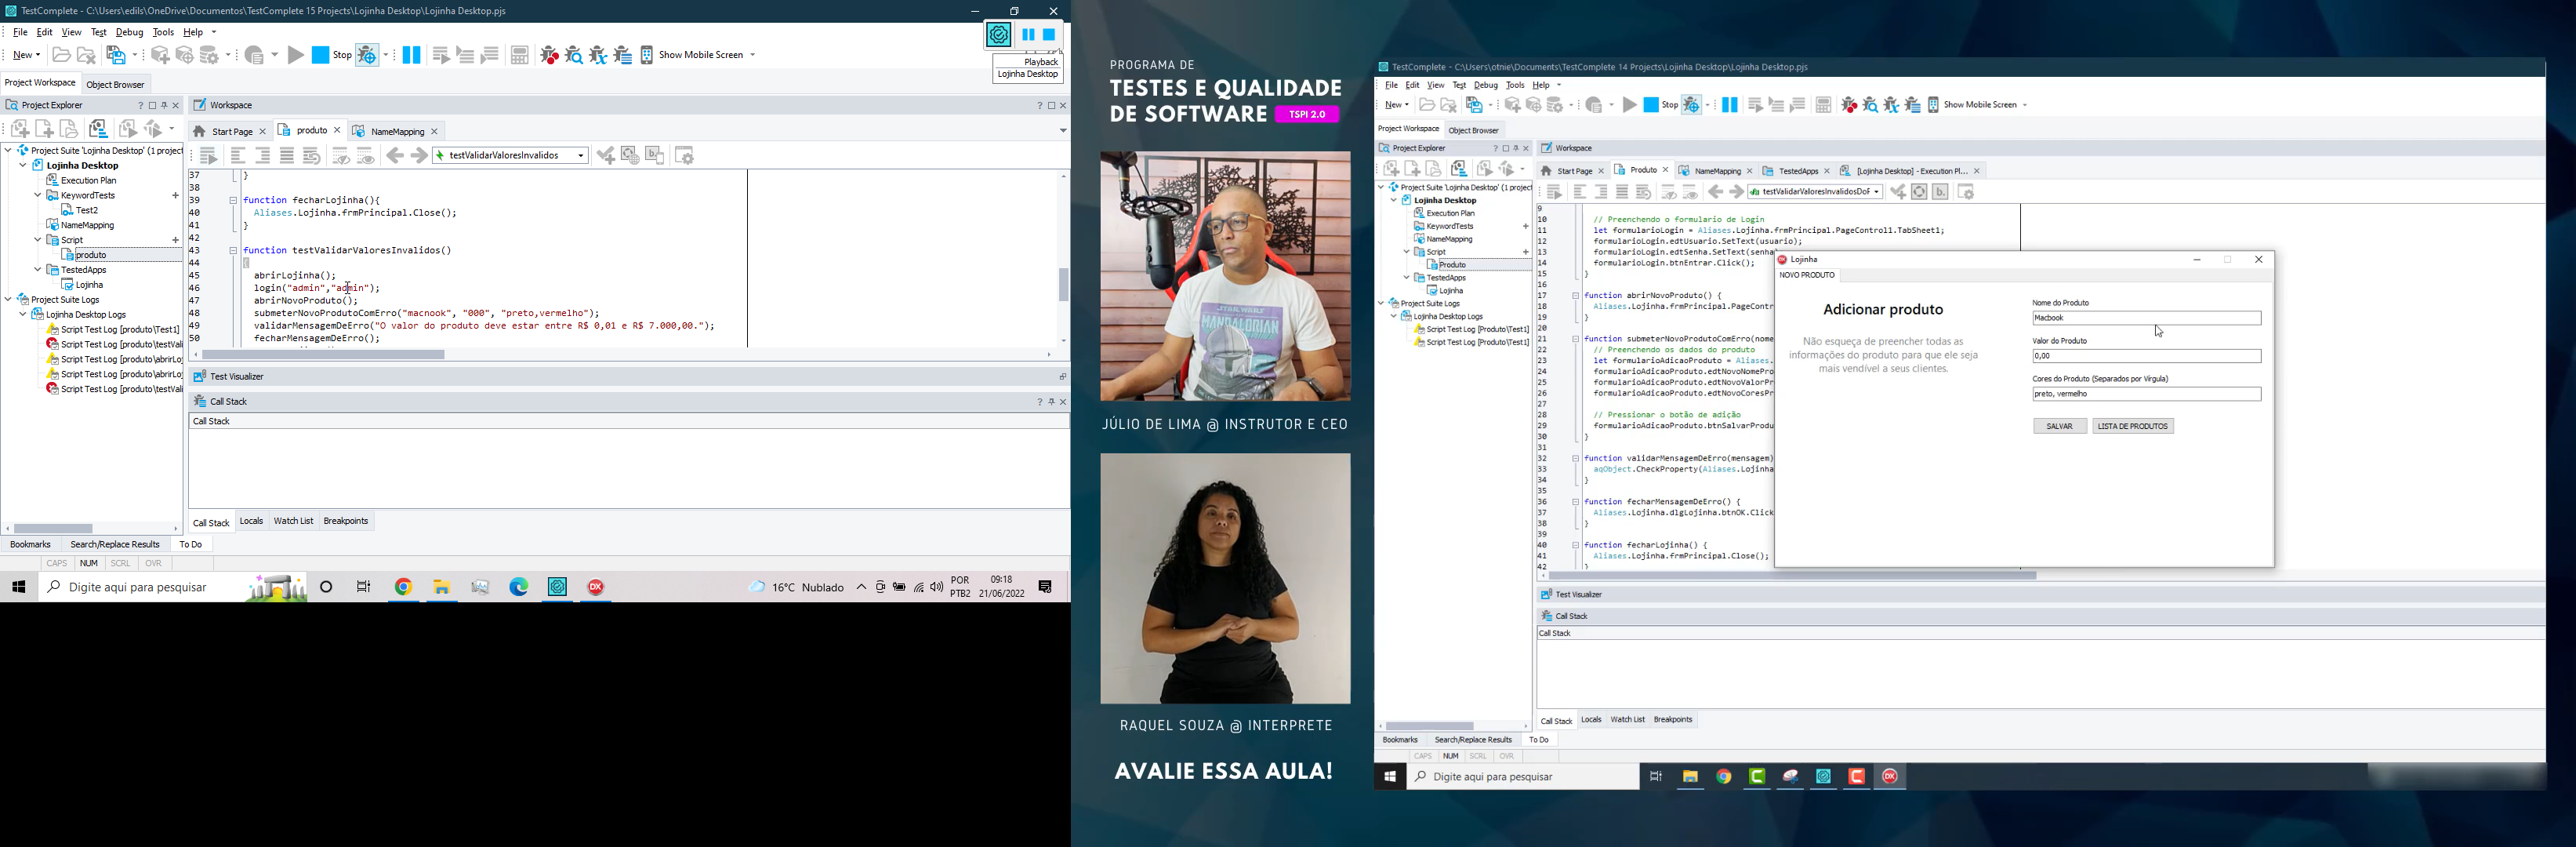 TestComplete - C:\Users\edils\OneDrive\Documentos\TestComplete 15 Projects\Lojinha Desktop\Lojinha Desktop.pjs
File Edit View Test Debug Tools Help
New Stop Show Mobile Screen
Playback
Lojinha Desktop
Project Workspace Object Browser
Project Explorer
Workspace
Start Page produto NameMapping
testValidarValoresInvalidos
Project Suite 'Lojinha Desktop' (1 project
Lojinha Desktop
Execution Plan
KeywordTests
Test2
NameMapping
Script
produto
TestedApps
Lojinha
Project Suite Logs
Lojinha Desktop Logs
Script Test Log [produto\Test1]
Script Test Log [produto\testVali
Script Test Log [produto\abrirLo
Script Test Log [produto\abrirLo
Script Test Log [produto\testVali
37 }
38
39 function fecharLojinha(){
40 Aliases.Lojinha.frmPrincipal.Close();
41 }
42
43 function testValidarValoresInvalidos()
44 {
45 abrirLojinha();
46 login("admin","admin");
47 abrirNovoProduto();
48 submeterNovoProdutoComErro("macnook", "000", "preto,vermelho");
49 validarMensagemDeErro("O valor do produto deve estar entre R$ 0,01 e R$ 7.000,00.");
50 fecharMensagemDeErro();
Test Visualizer
Call Stack
Call Stack
Call Stack Locals Watch List Breakpoints
Bookmarks Search/Replace Results To Do
CAPS NUM SCRL OVR
Digite aqui para pesquisar
16°C Nublado
POR
PTB2
09:18
21/06/2022
PROGRAMA DE
TESTES E QUALIDADE
DE SOFTWARE TSPI 2.0
STAR WARS
MANDALORIAN
JÚLIO DE LIMA @ INSTRUTOR E CEO
RAQUEL SOUZA @ INTERPRETE
AVALIE ESSA AULA!
TestComplete - C:\Users\otnie\Documents\TestComplete 14 Projects\Lojinha Desktop\Lojinha Desktop.pjs
File Edit View Test Debug Tools Help
New Stop Show Mobile Screen
Project Workspace Object Browser
Project Explorer
Workspace
Start Page Produto NameMapping TestedApps [Lojinha Desktop] - Execution Pl...
testValidarValoresInvalidosDoF
Project Suite 'Lojinha Desktop' (1 project
Lojinha Desktop
Execution Plan
KeywordTests
NameMapping
Script
Produto
TestedApps
Lojinha
Project Suite Logs
Lojinha Desktop Logs
Script Test Log [Produto\Test1]
Script Test Log [Produto\Test1]
9
10 // Preenchendo o formulario de Login
11 let formularioLogin = Aliases.Lojinha.frmPrincipal.PageControl1.TabSheet1;
12 formularioLogin.edtUsuario.SetText(usuario);
13 formularioLogin.edtSenha.SetText(senha
14 formularioLogin.btnEntrar.Click();
15 }
16
17 function abrirNovoProduto() {
18 Aliases.Lojinha.frmPrincipal.PageContr
19 }
20
21 function submeterNovoProdutoComErro(nome
22 // Preenchendo os dados do produto
23 let formularioAdicaoProduto = Aliases.
24 formularioAdicaoProduto.edtNovoNomePro
25 formularioAdicaoProduto.edtNovoValorPr
26 formularioAdicaoProduto.edtNovoCoresPr
27
28 // Pressionar o botão de adição
29 formularioAdicaoProduto.btnSalvarProdu
30 }
31
32 function validarMensagemDeErro(mensagem)
33 aqObject.CheckProperty(Aliases.Lojinha
34 }
35
36 function fecharMensagemDeErro() {
37 Aliases.Lojinha.dlgLojinha.btnOK.Click
38 }
39
40 function fecharLojinha() {
41 Aliases.Lojinha.frmPrincipal.Close();
42 }
Lojinha
NOVO PRODUTO
Adicionar produto
Não esqueça de preencher todas as
informações do produto para que ele seja
mais vendível a seus clientes.
Nome do Produto
Macbook
Valor do Produto
0,00
Cores do Produto (Separados por Vírgula)
preto, vermelho
SALVAR LISTA DE PRODUTOS
Test Visualizer
Call Stack
Call Stack
Call Stack Locals Watch List Breakpoints
Bookmarks Search/Replace Results To Do
CAPS NUM SCRL OVR
Digite aqui para pesquisar